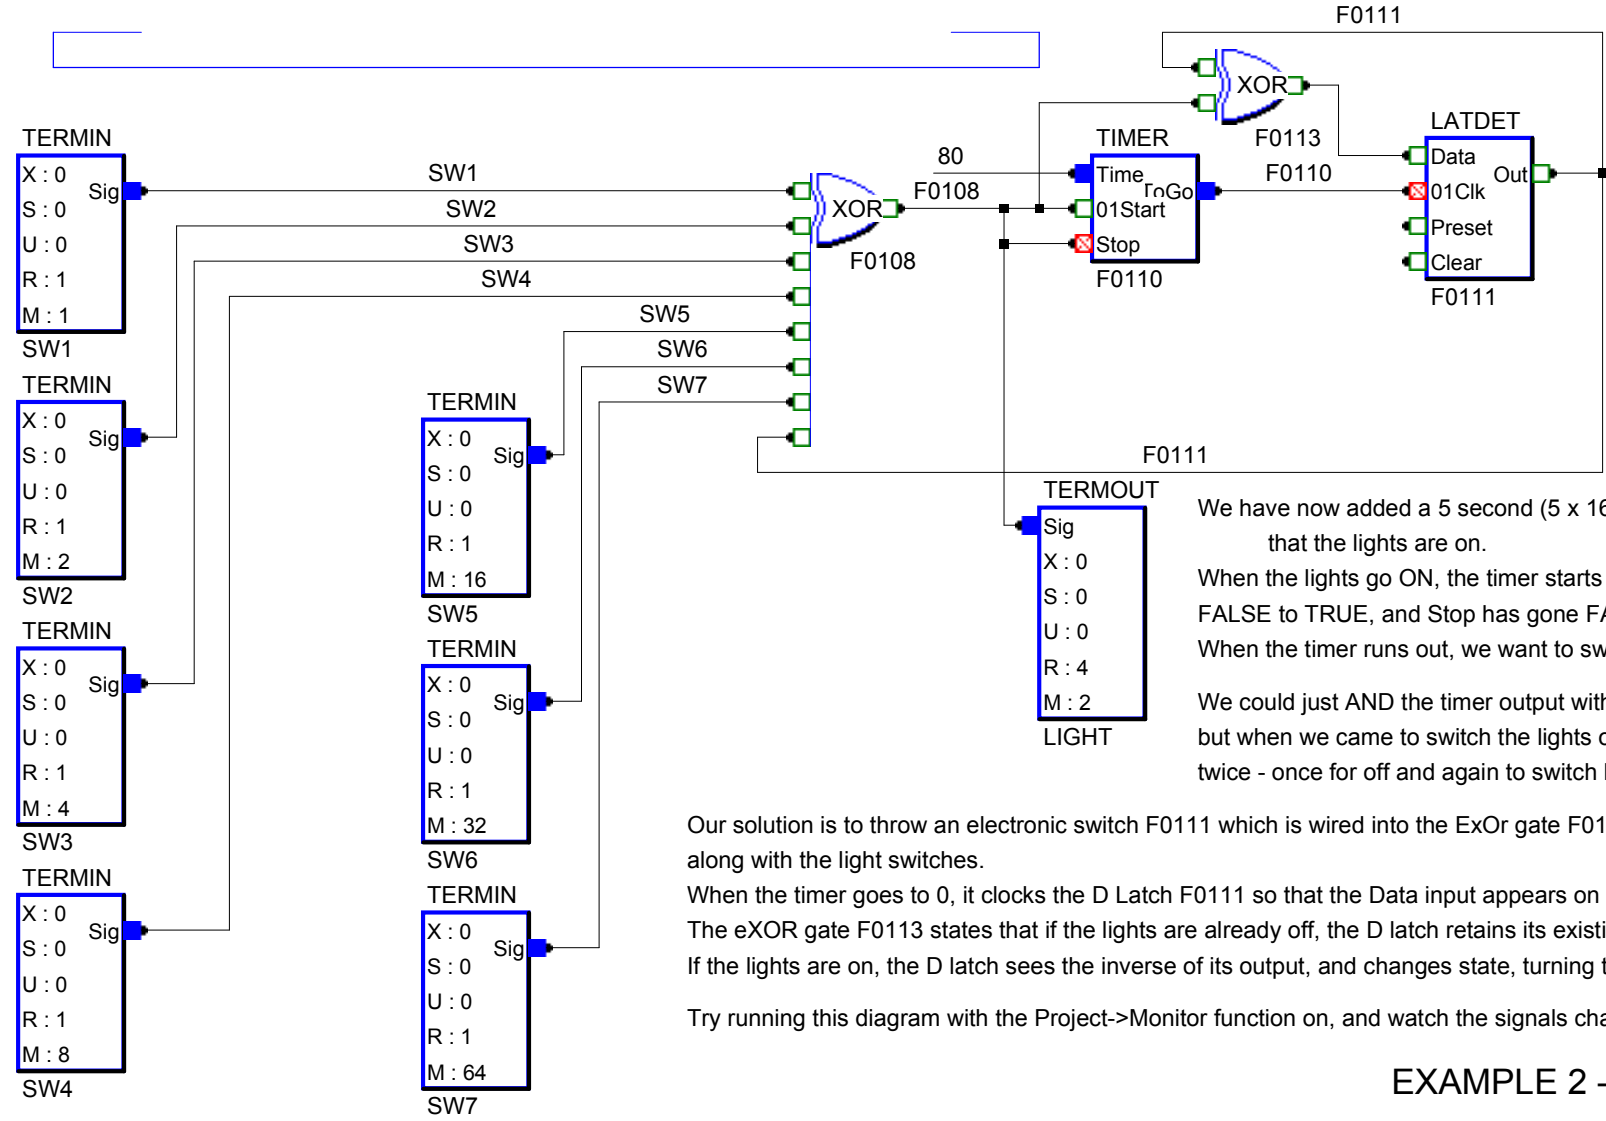 F0111
XOR
F0113
TERMIN
X : 0
Sig
S : 0
U : 0
R : 1
M : 1
SW1
SW1
SW2
SW3
SW4
SW5
SW6
SW7
XOR
F0108
F0108
80
TIMER
Time
ToGo
01Start
Stop
F0110
F0110
LATDET
Data
Out
01Clk
Preset
Clear
F0111
F0111
TERMIN
X : 0
Sig
S : 0
U : 0
R : 1
M : 2
SW2
TERMIN
X : 0
Sig
S : 0
U : 0
R : 1
M : 4
SW3
TERMIN
X : 0
Sig
S : 0
U : 0
R : 1
M : 8
SW4
TERMIN
X : 0
Sig
S : 0
U : 0
R : 1
M : 16
SW5
TERMIN
X : 0
Sig
S : 0
U : 0
R : 1
M : 32
SW6
TERMIN
X : 0
Sig
S : 0
U : 0
R : 1
M : 64
SW7
TERMOUT
Sig
X : 0
S : 0
U : 0
R : 4
M : 2
LIGHT
We have now added a 5 second (5 x 16
that the lights are on.
When the lights go ON, the timer starts
FALSE to TRUE, and Stop has gone FA
When the timer runs out, we want to sw
We could just AND the timer output with
but when we came to switch the lights
twice - once for off and again to switch
Our solution is to throw an electronic switch F0111 which is wired into the ExOr gate F01
along with the light switches.
When the timer goes to 0, it clocks the D Latch F0111 so that the Data input appears on
The eXOR gate F0113 states that if the lights are already off, the D latch retains its existi
If the lights are on, the D latch sees the inverse of its output, and changes state, turning t
Try running this diagram with the Project->Monitor function on, and watch the signals cha
EXAMPLE 2 -